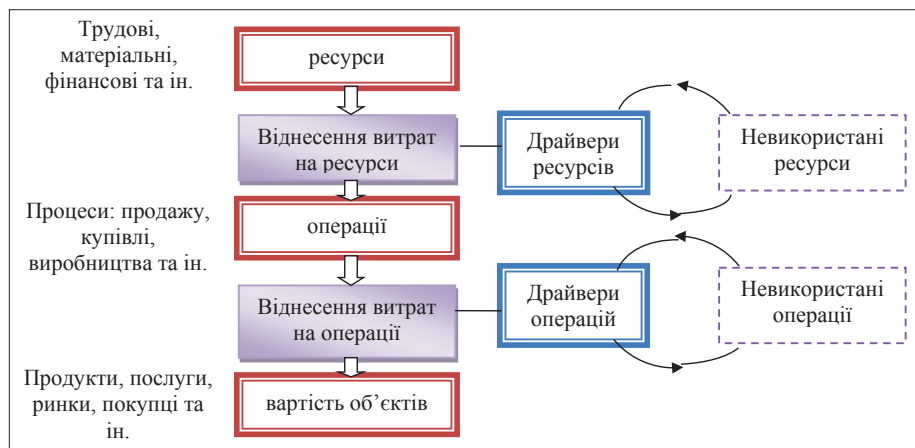 Трудові,
матеріальні,
фінансові та ін.
ресурси
Віднесення витрат
на ресурси
Драйвери
ресурсів
Невикористані
ресурси
Процеси: продажу,
купівлі,
виробництва та ін.
операції
Віднесення витрат
на операції
Драйвери
операцій
Невикористані
операції
Продукти, послуги,
ринки, покупці та
ін.
вартість об’єктів